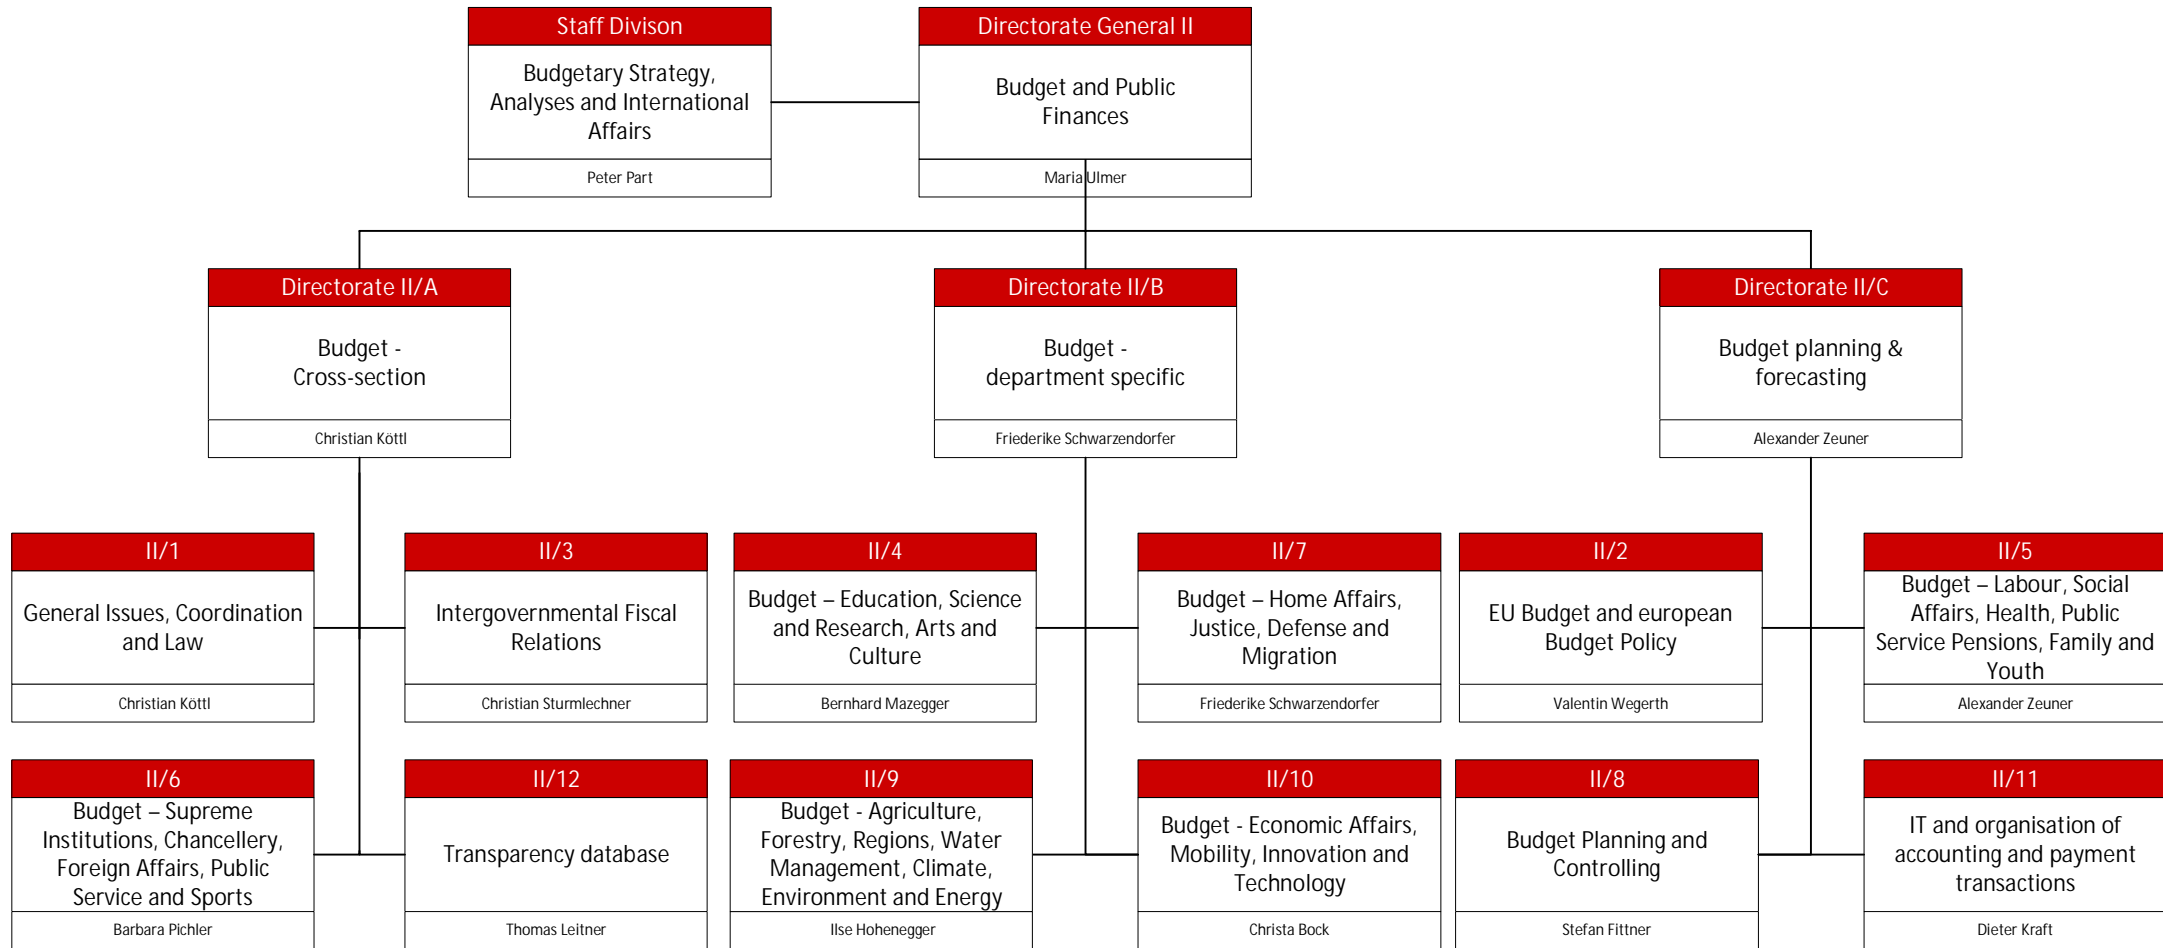 Staff Divison
Budgetary Strategy,
Analyses and International
Affairs
Peter Part
Directorate General II
Budget and Public
Finances
Maria Ulmer
Directorate II/A
Budget -
Cross-section
Christian Köttl
Directorate II/B
Budget -
department specific
Friederike Schwarzendorfer
Directorate II/C
Budget planning &
forecasting
Alexander Zeuner
II/1
General Issues, Coordination
and Law
Christian Köttl
II/3
Intergovernmental Fiscal
Relations
Christian Sturmlechner
II/4
Budget – Education, Science
and Research, Arts and
Culture
Bernhard Mazegger
II/7
Budget – Home Affairs,
Justice, Defense and
Migration
Friederike Schwarzendorfer
II/2
EU Budget and european
Budget Policy
Valentin Wegerth
II/5
Budget – Labour, Social
Affairs, Health, Public
Service Pensions, Family and
Youth
Alexander Zeuner
II/6
Budget – Supreme
Institutions, Chancellery,
Foreign Affairs, Public
Service and Sports
Barbara Pichler
II/12
Transparency database
Thomas Leitner
II/9
Budget - Agriculture,
Forestry, Regions, Water
Management, Climate,
Environment and Energy
Ilse Hohenegger
II/10
Budget - Economic Affairs,
Mobility, Innovation and
Technology
Christa Bock
II/8
Budget Planning and
Controlling
Stefan Fittner
II/11
IT and organisation of
accounting and payment
transactions
Dieter Kraft